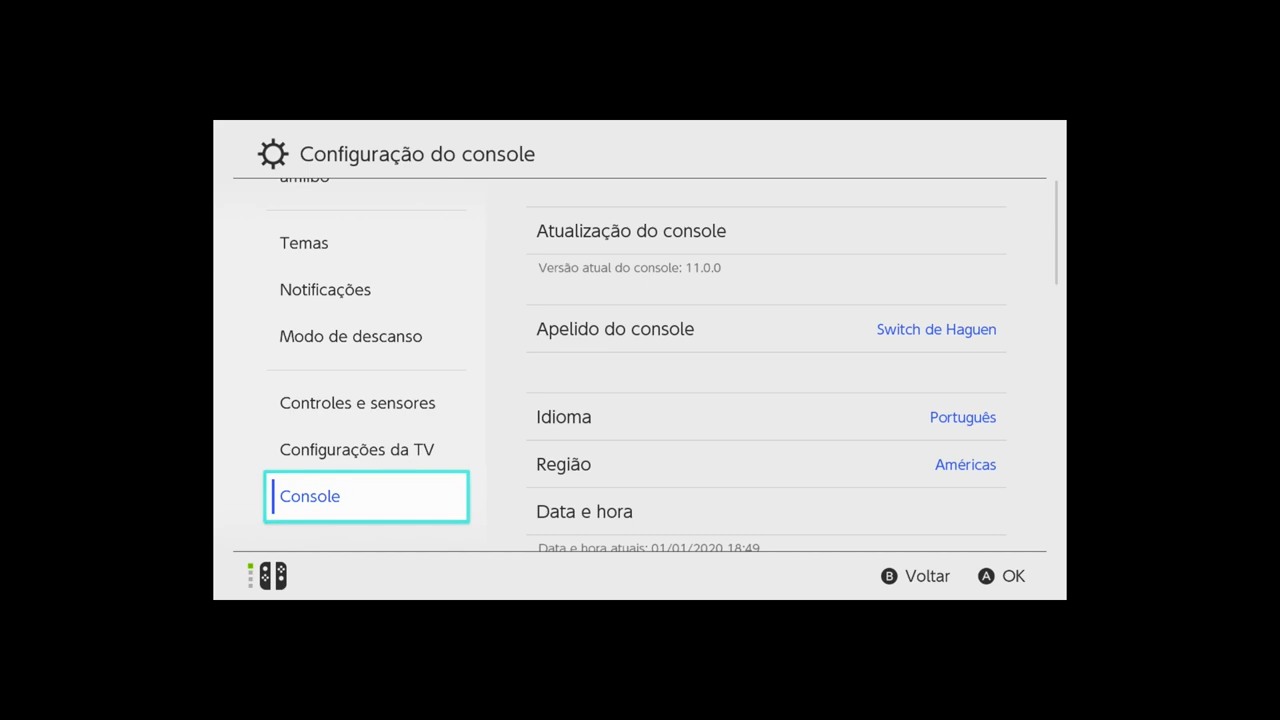 Configuração do console
amiibo
Temas
Notificações
Modo de descanso
Controles e sensores
Configurações da TV
Console
Atualização do console
Versão atual do console: 11.0.0
Apelido do console Switch de Haguen
Idioma Português
Região Américas
Data e hora
Data e hora atuais: 01/01/2020 18:49
B Voltar A OK